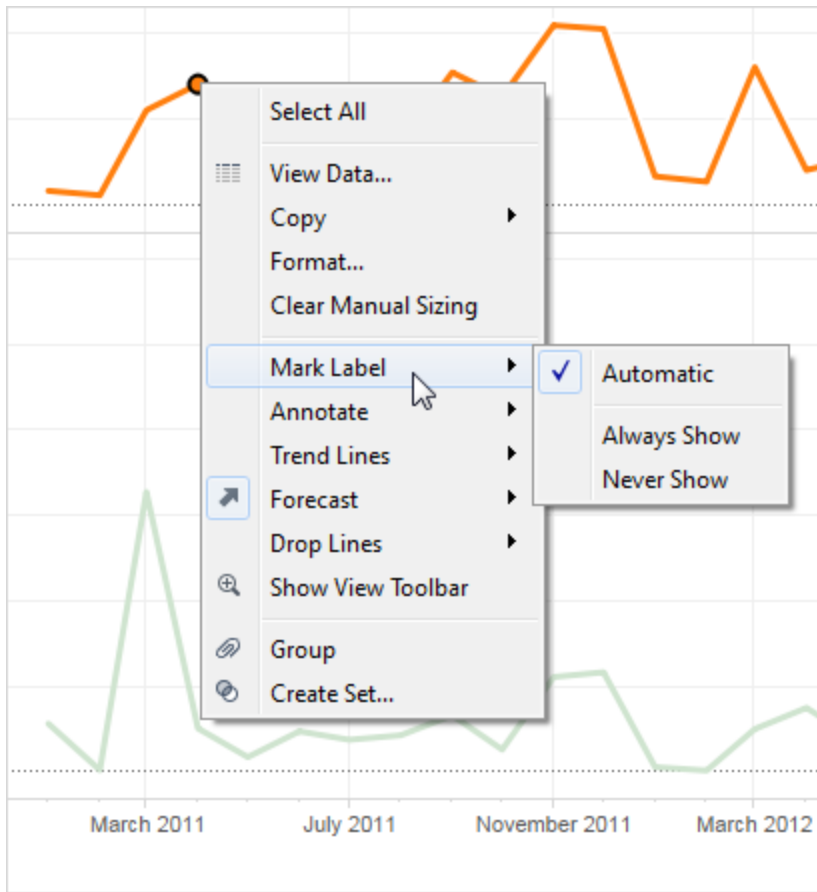 Select All
View Data...
Copy
Format...
Clear Manual Sizing
Mark Label
Automatic
Always Show
Never Show
Annotate
Trend Lines
Forecast
Drop Lines
Show View Toolbar
Group
Create Set...
March 2011 July 2011 November 2011 March 2012